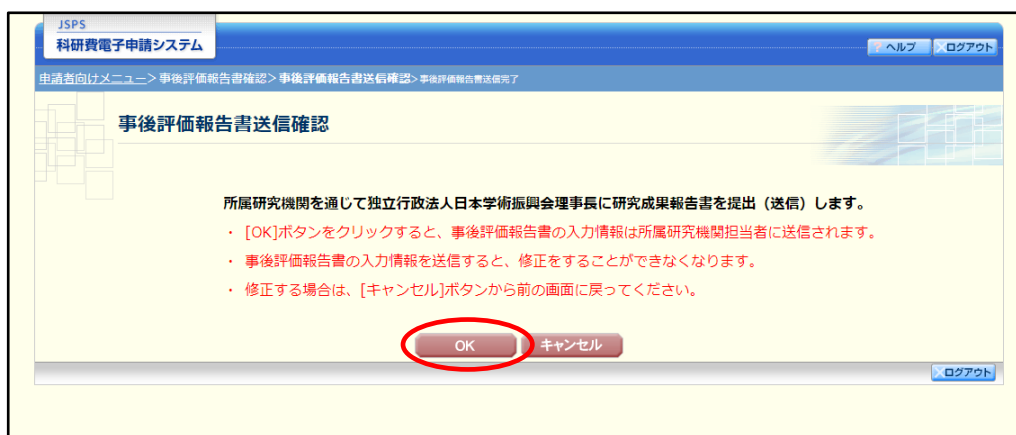 JSPS
科研費電子申請システム
ヘルプ ログアウト
申請者向けメニュー>事後評価報告書確認>事後評価報告書送信確認>事後評価報告書送信完了
事後評価報告書送信確認
所属研究機関を通じて独立行政法人日本学術振興会理事長に研究成果報告書を提出（送信）します。
・ [OK]ボタンをクリックすると、事後評価報告書の入力情報は所属研究機関担当者に送信されます。
・ 事後評価報告書の入力情報を送信すると、修正をすることができなくなります。
・ 修正する場合は、[キャンセル]ボタンから前の画面に戻ってください。
OK キャンセル
ログアウト